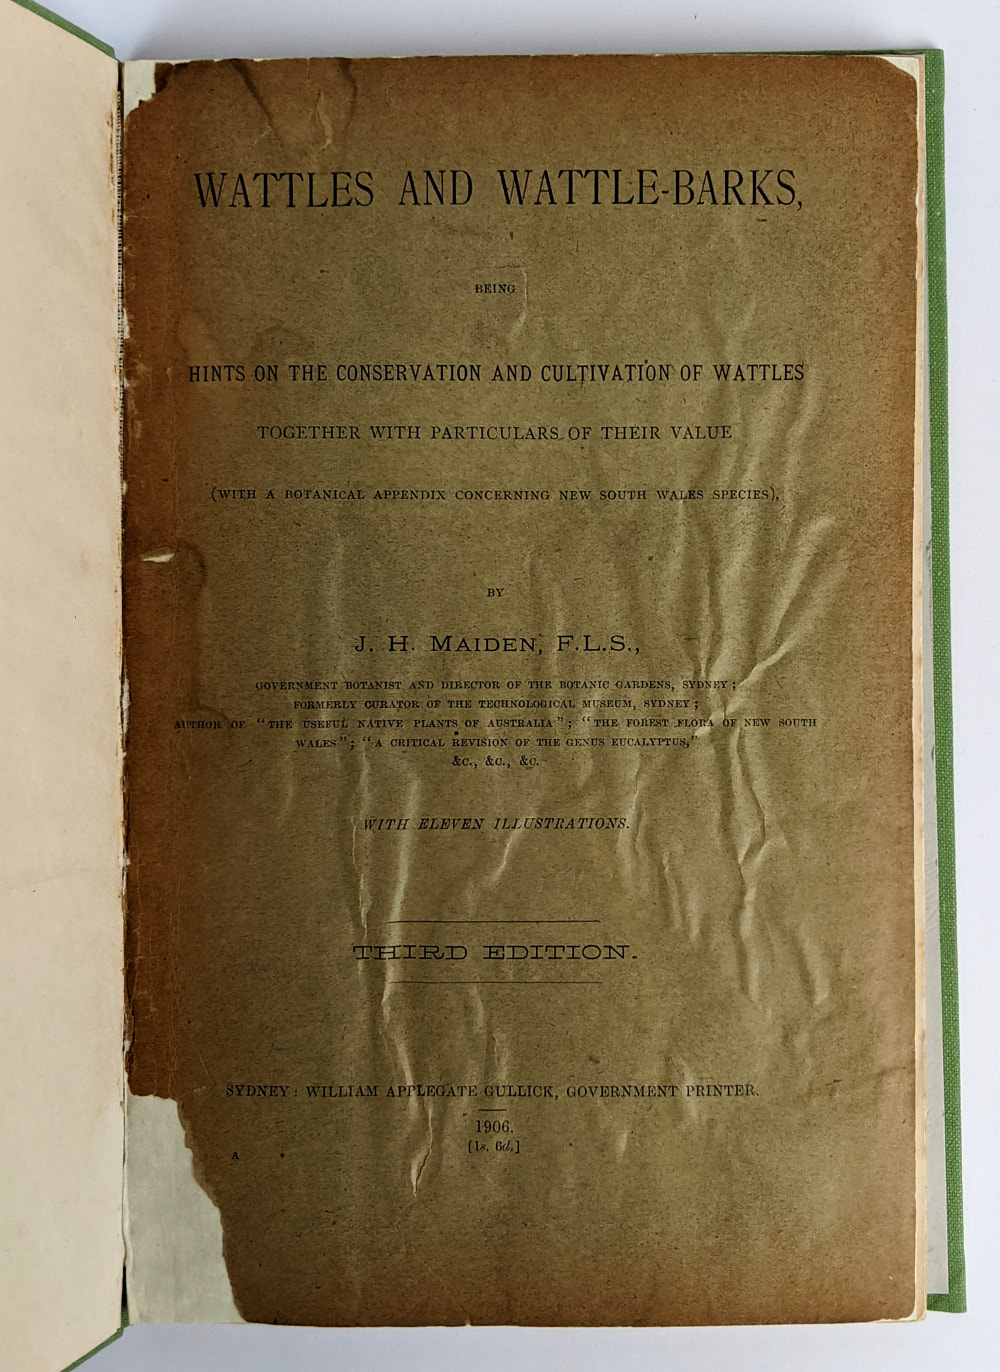 WATTLES AND WATTLE-BARKS,
BEING
HINTS ON THE CONSERVATION AND CULTIVATION OF WATTLES
TOGETHER WITH PARTICULARS OF THEIR VALUE
(WITH A BOTANICAL APPENDIX CONCERNING NEW SOUTH WALES SPECIES),
BY
J. H. MAIDEN, F.L.S.,
GOVERNMENT BOTANIST AND DIRECTOR OF THE BOTANIC GARDENS, SYDNEY;
FORMERLY CURATOR OF THE TECHNOLOGICAL MUSEUM, SYDNEY;
AUTHOR OF "THE USEFUL NATIVE PLANTS OF AUSTRALIA"; "THE FOREST FLORA OF NEW SOUTH
WALES"; "A CRITICAL REVISION OF THE GENUS EUCALYPTUS,"
&C., &C., &C.
WITH ELEVEN ILLUSTRATIONS.
THIRD EDITION.
SYDNEY: WILLIAM APPLEGATE GULLICK, GOVERNMENT PRINTER.
1906.
[1s. 6d.]
A